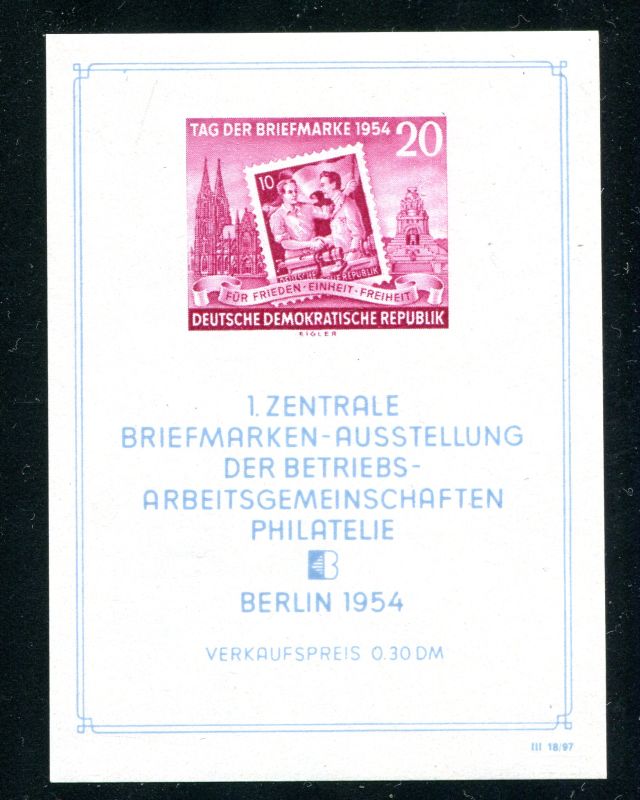 TAG DER BRIEFMARKE 1954 20
10
DEUTSCHE REPUBLIK
FÜR FRIEDEN · EINHEIT · FREIHEIT
DEUTSCHE DEMOKRATISCHE REPUBLIK
EIGLER
1. ZENTRALE
BRIEFMARKEN-AUSSTELLUNG
DER BETRIEBS-
ARBEITSGEMEINSCHAFTEN
PHILATELIE
B
BERLIN 1954
VERKAUFSPREIS 0.30 DM
III 18/97